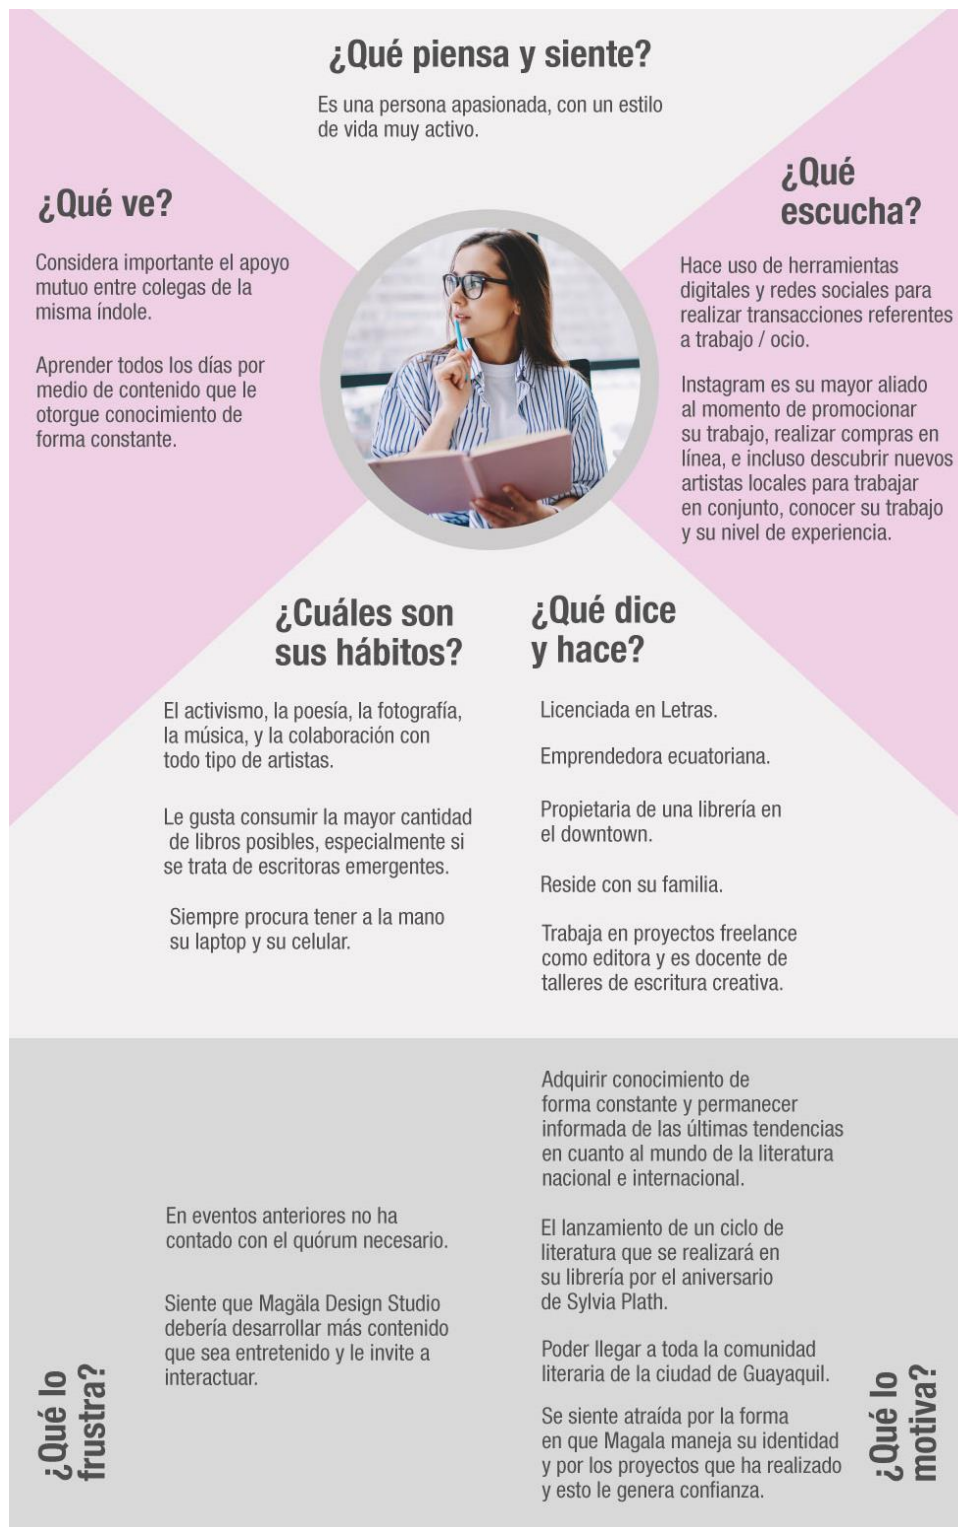 ¿Qué piensa y siente?
Es una persona apasionada, con un estilo
de vida muy activo.
¿Qué ve?
Considera importante el apoyo
mutuo entre colegas de la
misma índole.
Aprender todos los días por
medio de contenido que le
otorgue conocimiento de
forma constante.
¿Qué
escucha?
Hace uso de herramientas
digitales y redes sociales para
realizar transacciones referentes
a trabajo / ocio.
Instagram es su mayor aliado
al momento de promocionar
su trabajo, realizar compras en
línea, e incluso descubrir nuevos
artistas locales para trabajar
en conjunto, conocer su trabajo
y su nivel de experiencia.
¿Cuáles son
sus hábitos?
El activismo, la poesía, la fotografía,
la música, y la colaboración con
todo tipo de artistas.
Le gusta consumir la mayor cantidad
de libros posibles, especialmente si
se trata de escritoras emergentes.
Siempre procura tener a la mano
su laptop y su celular.
¿Qué dice
y hace?
Licenciada en Letras.
Emprendedora ecuatoriana.
Propietaria de una librería en
el downtown.
Reside con su familia.
Trabaja en proyectos freelance
como editora y es docente de
talleres de escritura creativa.
¿Qué lo
frustra?
En eventos anteriores no ha
contado con el quórum necesario.
Siente que Magäla Design Studio
debería desarrollar más contenido
que sea entretenido y le invite a
interactuar.
¿Qué lo
motiva?
Adquirir conocimiento de
forma constante y permanecer
informada de las últimas tendencias
en cuanto al mundo de la literatura
nacional e internacional.
El lanzamiento de un ciclo de
literatura que se realizará en
su librería por el aniversario
de Sylvia Plath.
Poder llegar a toda la comunidad
literaria de la ciudad de Guayaquil.
Se siente atraída por la forma
en que Magala maneja su identidad
y por los proyectos que ha realizado
y esto le genera confianza.